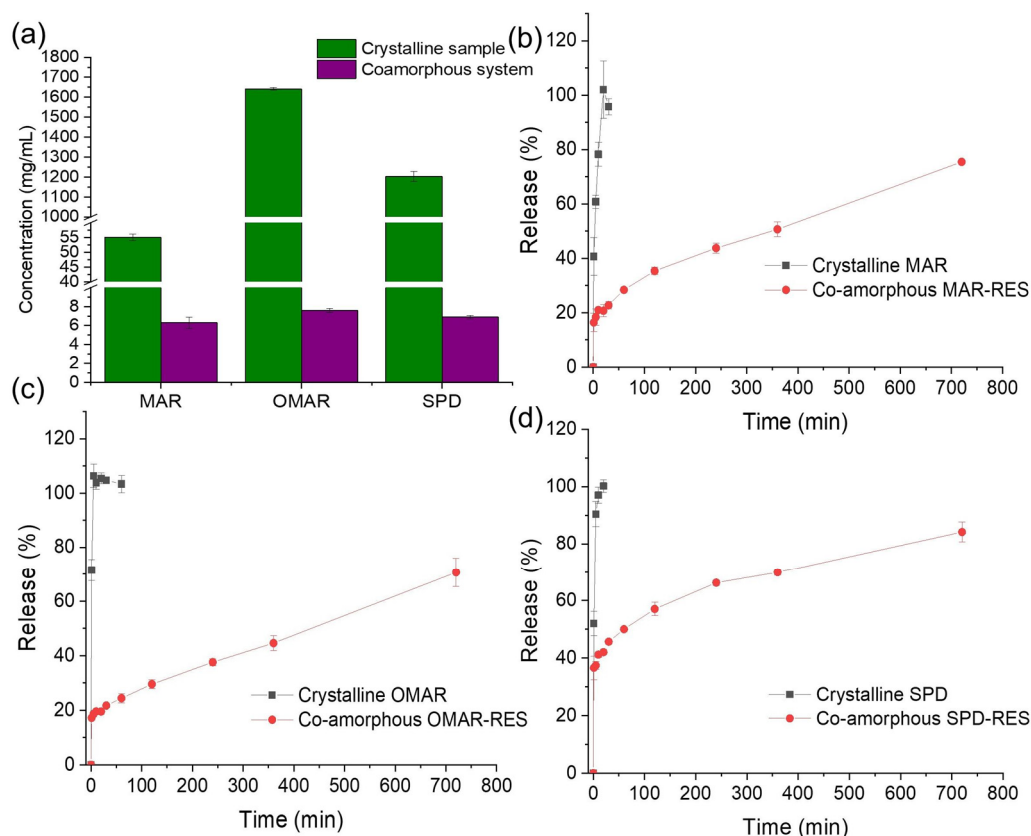 (a)
Crystalline sample
Coamorphous system
Concentration (mg/mL)
1800
1700
1600
1500
1400
1300
1200
1100
1000
55
50
45
40
8
6
4
2
0
MAR
OMAR
SPD
(b)
Release (%)
120
100
80
60
40
20
0
Crystalline MAR
Co-amorphous MAR-RES
0 100 200 300 400 500 600 700 800
Time (min)
(c)
Release (%)
120
100
80
60
40
20
0
Crystalline OMAR
Co-amorphous OMAR-RES
0 100 200 300 400 500 600 700 800
Time (min)
(d)
Release (%)
120
100
80
60
40
20
0
Crystalline SPD
Co-amorphous SPD-RES
0 100 200 300 400 500 600 700 800
Time (min)